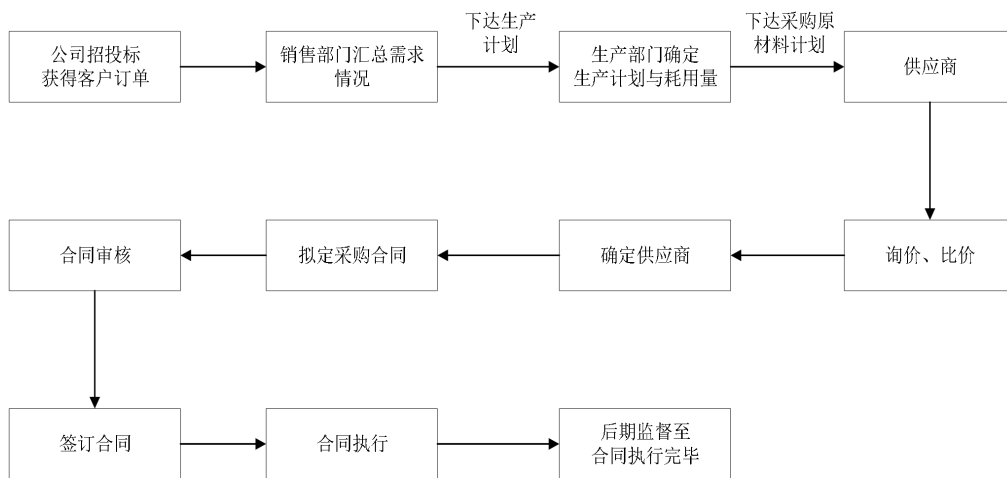 公司招投标
获得客户订单
销售部门汇总需求
情况
下达生产
计划
生产部门确定
生产计划与耗用量
下达采购原
材料计划
供应商
询价、比价
确定供应商
拟定采购合同
合同审核
签订合同
合同执行
后期监督至
合同执行完毕